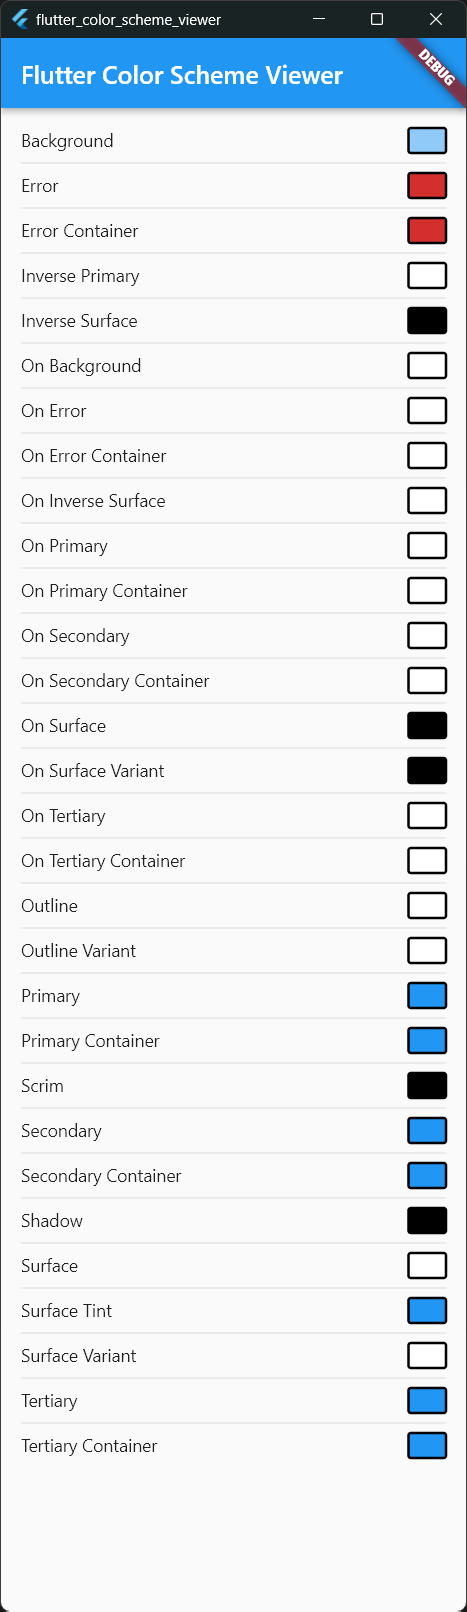 flutter_color_scheme_viewer
Flutter Color Scheme Viewer
DEBUG
Background
Error
Error Container
Inverse Primary
Inverse Surface
On Background
On Error
On Error Container
On Inverse Surface
On Primary
On Primary Container
On Secondary
On Secondary Container
On Surface
On Surface Variant
On Tertiary
On Tertiary Container
Outline
Outline Variant
Primary
Primary Container
Scrim
Secondary
Secondary Container
Shadow
Surface
Surface Tint
Surface Variant
Tertiary
Tertiary Container